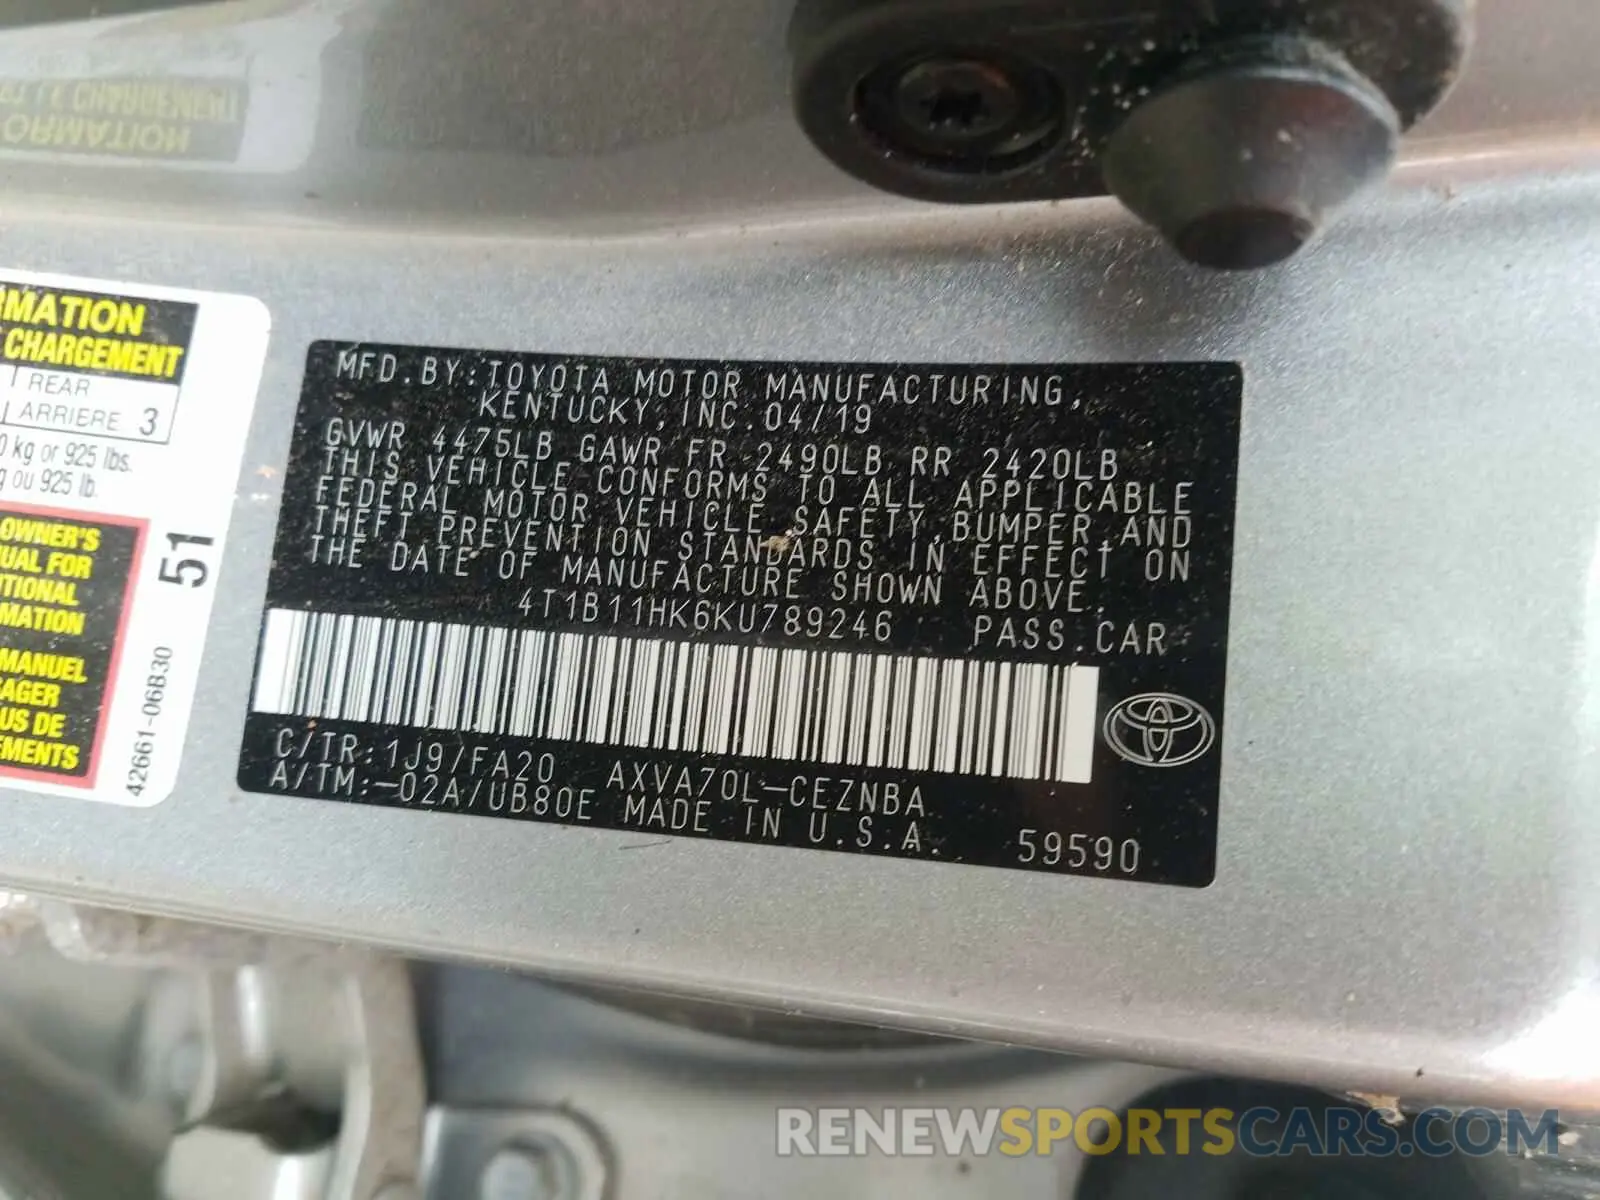 RMATION
CHARGEMENT
REAR
ARRIERE 3
0 kg or 925 lbs.
g ou 925 lb.
OWNER'S
UAL FOR
ITIONAL
RMATION
MANUEL
AGER
US DE
EMENTS
51
42661-06B30
MFD.BY:TOYOTA MOTOR MANUFACTURING,
KENTUCKY,INC.04/19
GVWR 4475LB GAWR FR 2490LB RR 2420LB
THIS VEHICLE CONFORMS TO ALL APPLICABLE
FEDERAL MOTOR VEHICLE SAFETY,BUMPER,AND
THEFT PREVENTION STANDARDS IN EFFECT ON
THE DATE OF MANUFACTURE SHOWN ABOVE.
4T1B11HK6KU789246 PASS.CAR
C/TR:1J9/FA20 AXVA70L-CEZNBA
A/TM:-02A/UB80E MADE IN U.S.A. 59590
RENEWSPORTSCARS.COM